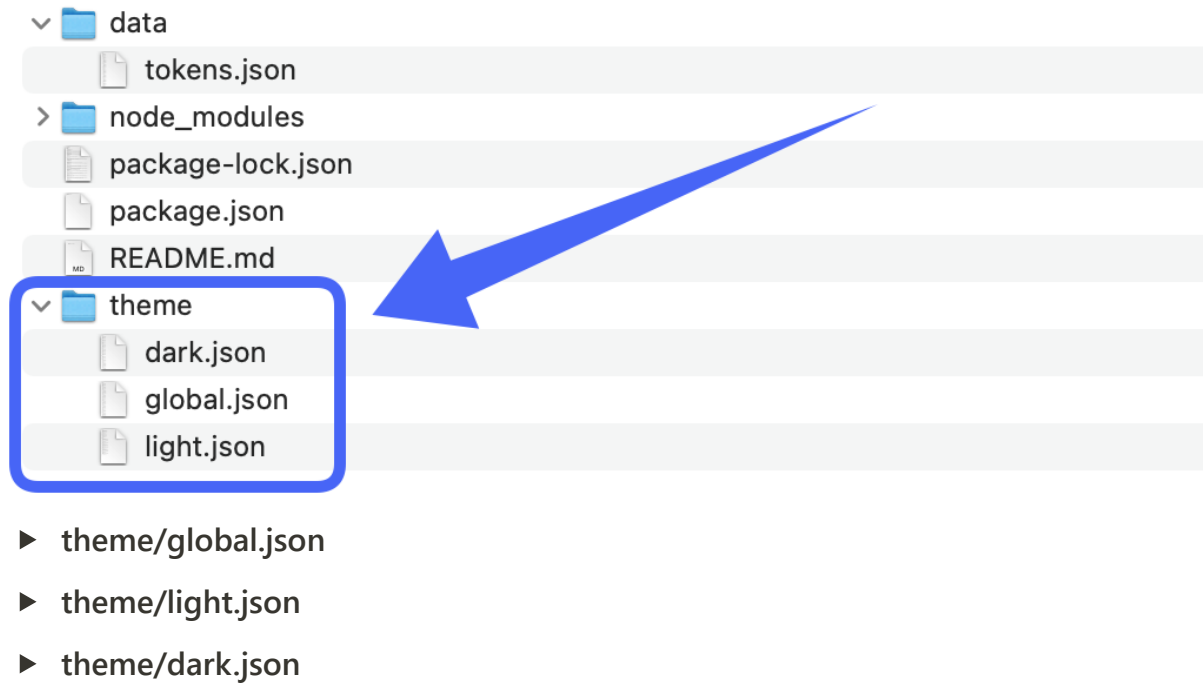 data
tokens.json
node_modules
package-lock.json
package.json
MD README.md
theme
dark.json
global.json
light.json
theme/global.json
theme/light.json
theme/dark.json